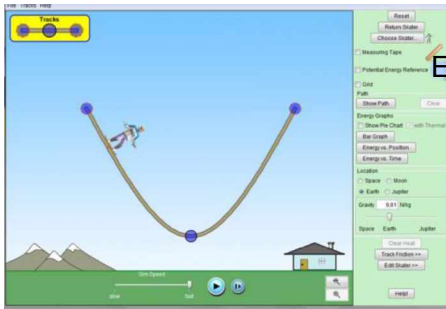 File Tracks Help
Tracks
Reset
Return Skater
Choose Skater...
Measuring Tape
Potential Energy Reference
Grid
Path
Show Path Clear
Energy Graphs
Show Pie Chart with Thermal
Bar Graph
Energy vs. Position
Energy vs. Time
Location
Space Moon
Earth Jupiter
Gravity 9.81 N/kg
Space Earth Jupiter
Clear Heat
Track Friction >>
Edit Skater >>
Help!
Sim Speed
slow